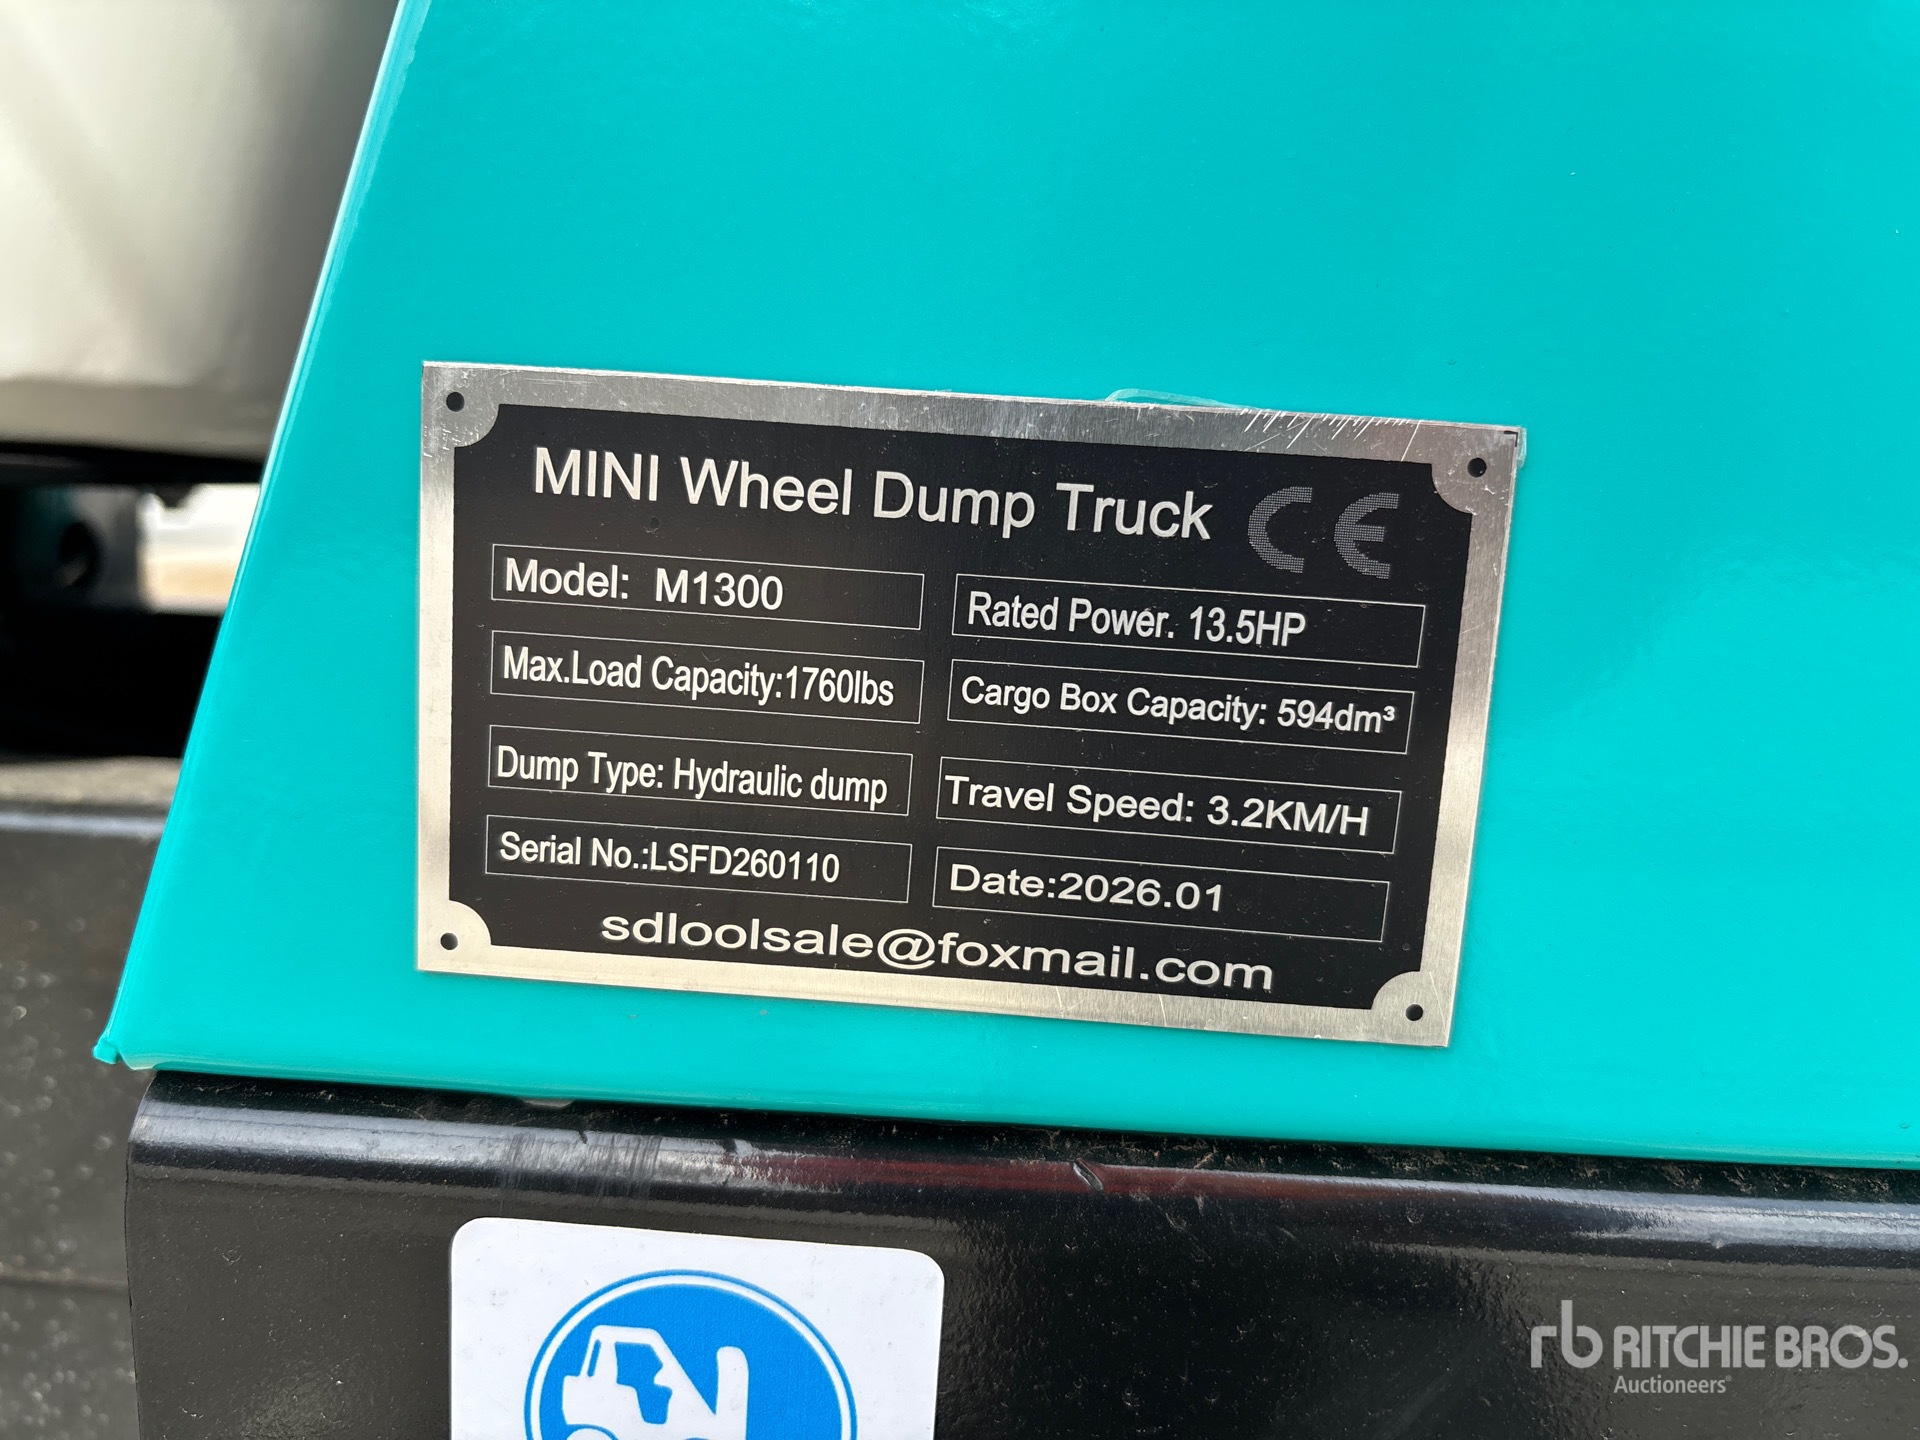 MINI Wheel Dump Truck CE
Model: M1300
Rated Power. 13.5HP
Max.Load Capacity:1760lbs
Cargo Box Capacity: 594dm³
Dump Type: Hydraulic dump
Travel Speed: 3.2KM/H
Serial No.:LSFD260110
Date:2026.01
sdloolsale@foxmail.com
rb RITCHIE BROS.
Auctioneers